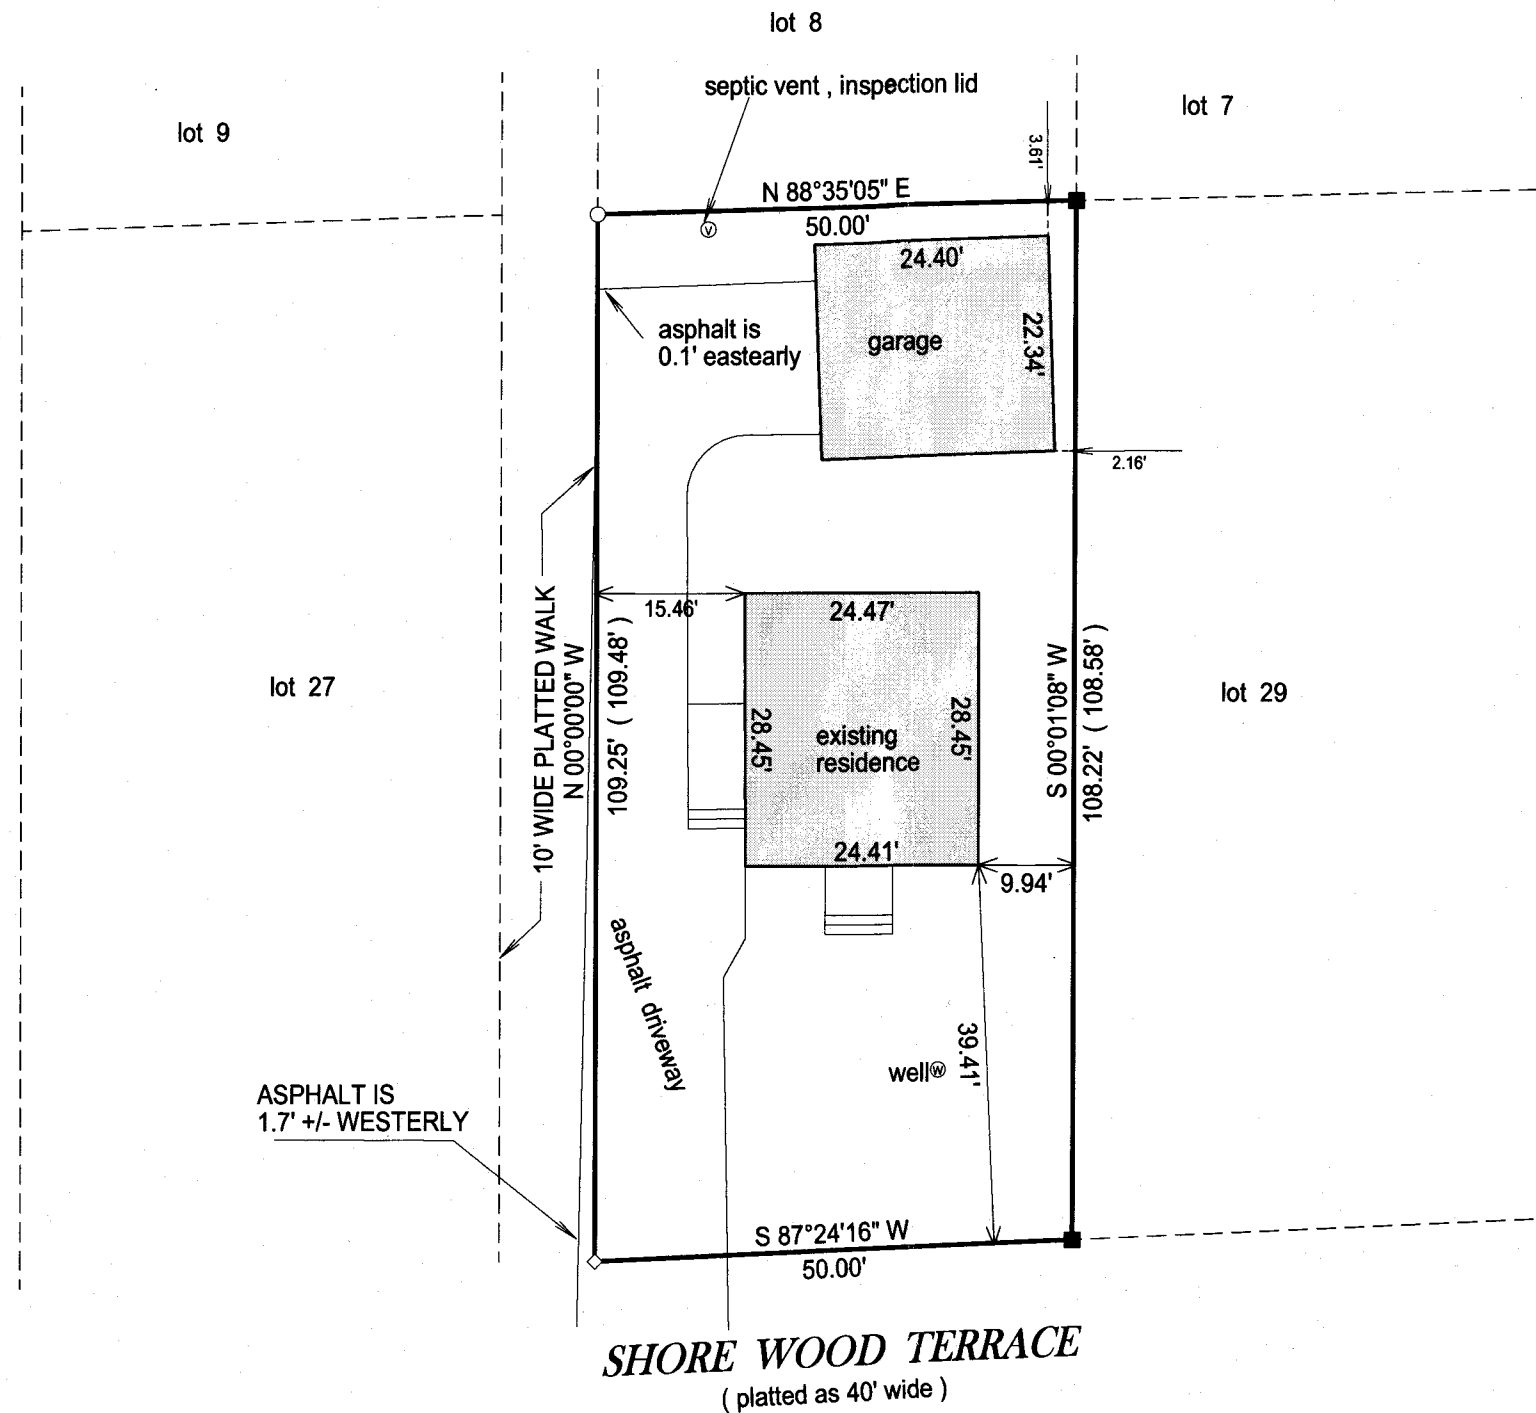 lot 8
septic vent , inspection lid
lot 7
lot 9
3.61'
N 88°35'05" E
50.00'
V
24.40'
asphalt is
0.1' eastearly
garage
22.34'
2.16'
10' WIDE PLATTED WALK
N 00°00'00" W
109.25' ( 109.48' )
15.46'
24.47'
S 00°01'08" W
108.22' ( 108.58' )
lot 27
lot 29
28.45'
existing
residence
28.45'
24.41'
9.94'
asphalt driveway
39.41'
well W
ASPHALT IS
1.7' +/- WESTERLY
S 87°24'16" W
50.00'
SHORE WOOD TERRACE
( platted as 40' wide )